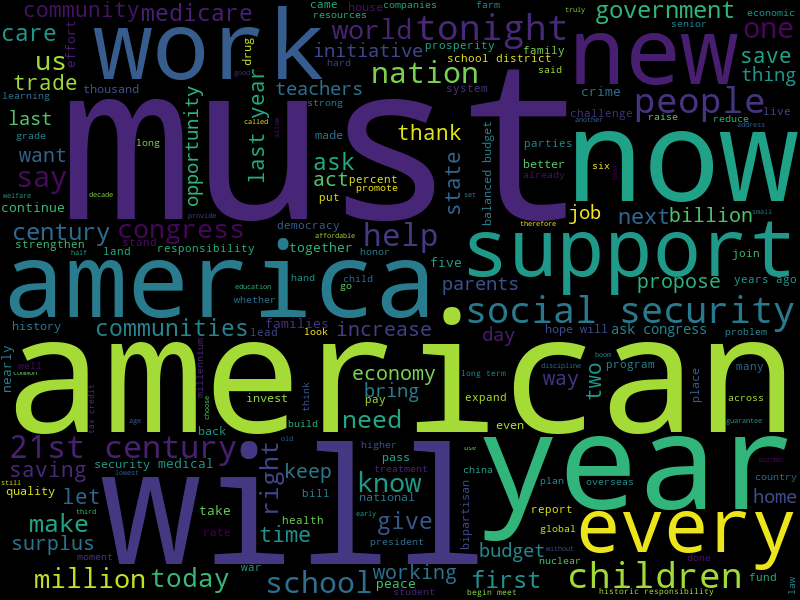 community medicare came resources house companies farm truly economic
care effort work drug world tonight new government senior one
us initiative prosperity school district family save
trade thousand nation said thing
learning teachers hard system crime people
last opportunity last year strong must challenge live
grade long made called thank raise reduce
want ask parties another address
say act percent better six
decade put promote already now
welfare provide state balanced budget set small
continue affordable job next billion
century congress democracy therefore
strengthen stand responsibility together honor help support join
half land education five propose years ago
history america hand child go parents
whether social security
communities families lead look increase day hope will ask congress problem
nearly millennium american
well common economy long term way discipline boom program many
tax credit choose invest think bring pay expand two place across
age back build need even guarantee
21st century old higher year
saving security medical right keep pass know use china
still lowest treatment plan overseas country burden
quality let third will bill national bipartisan report home
make take health early give every
surplus rate time president global
moment war budget without nuclear done
million today school peace working first children fund law
student begin meet historic responsibility